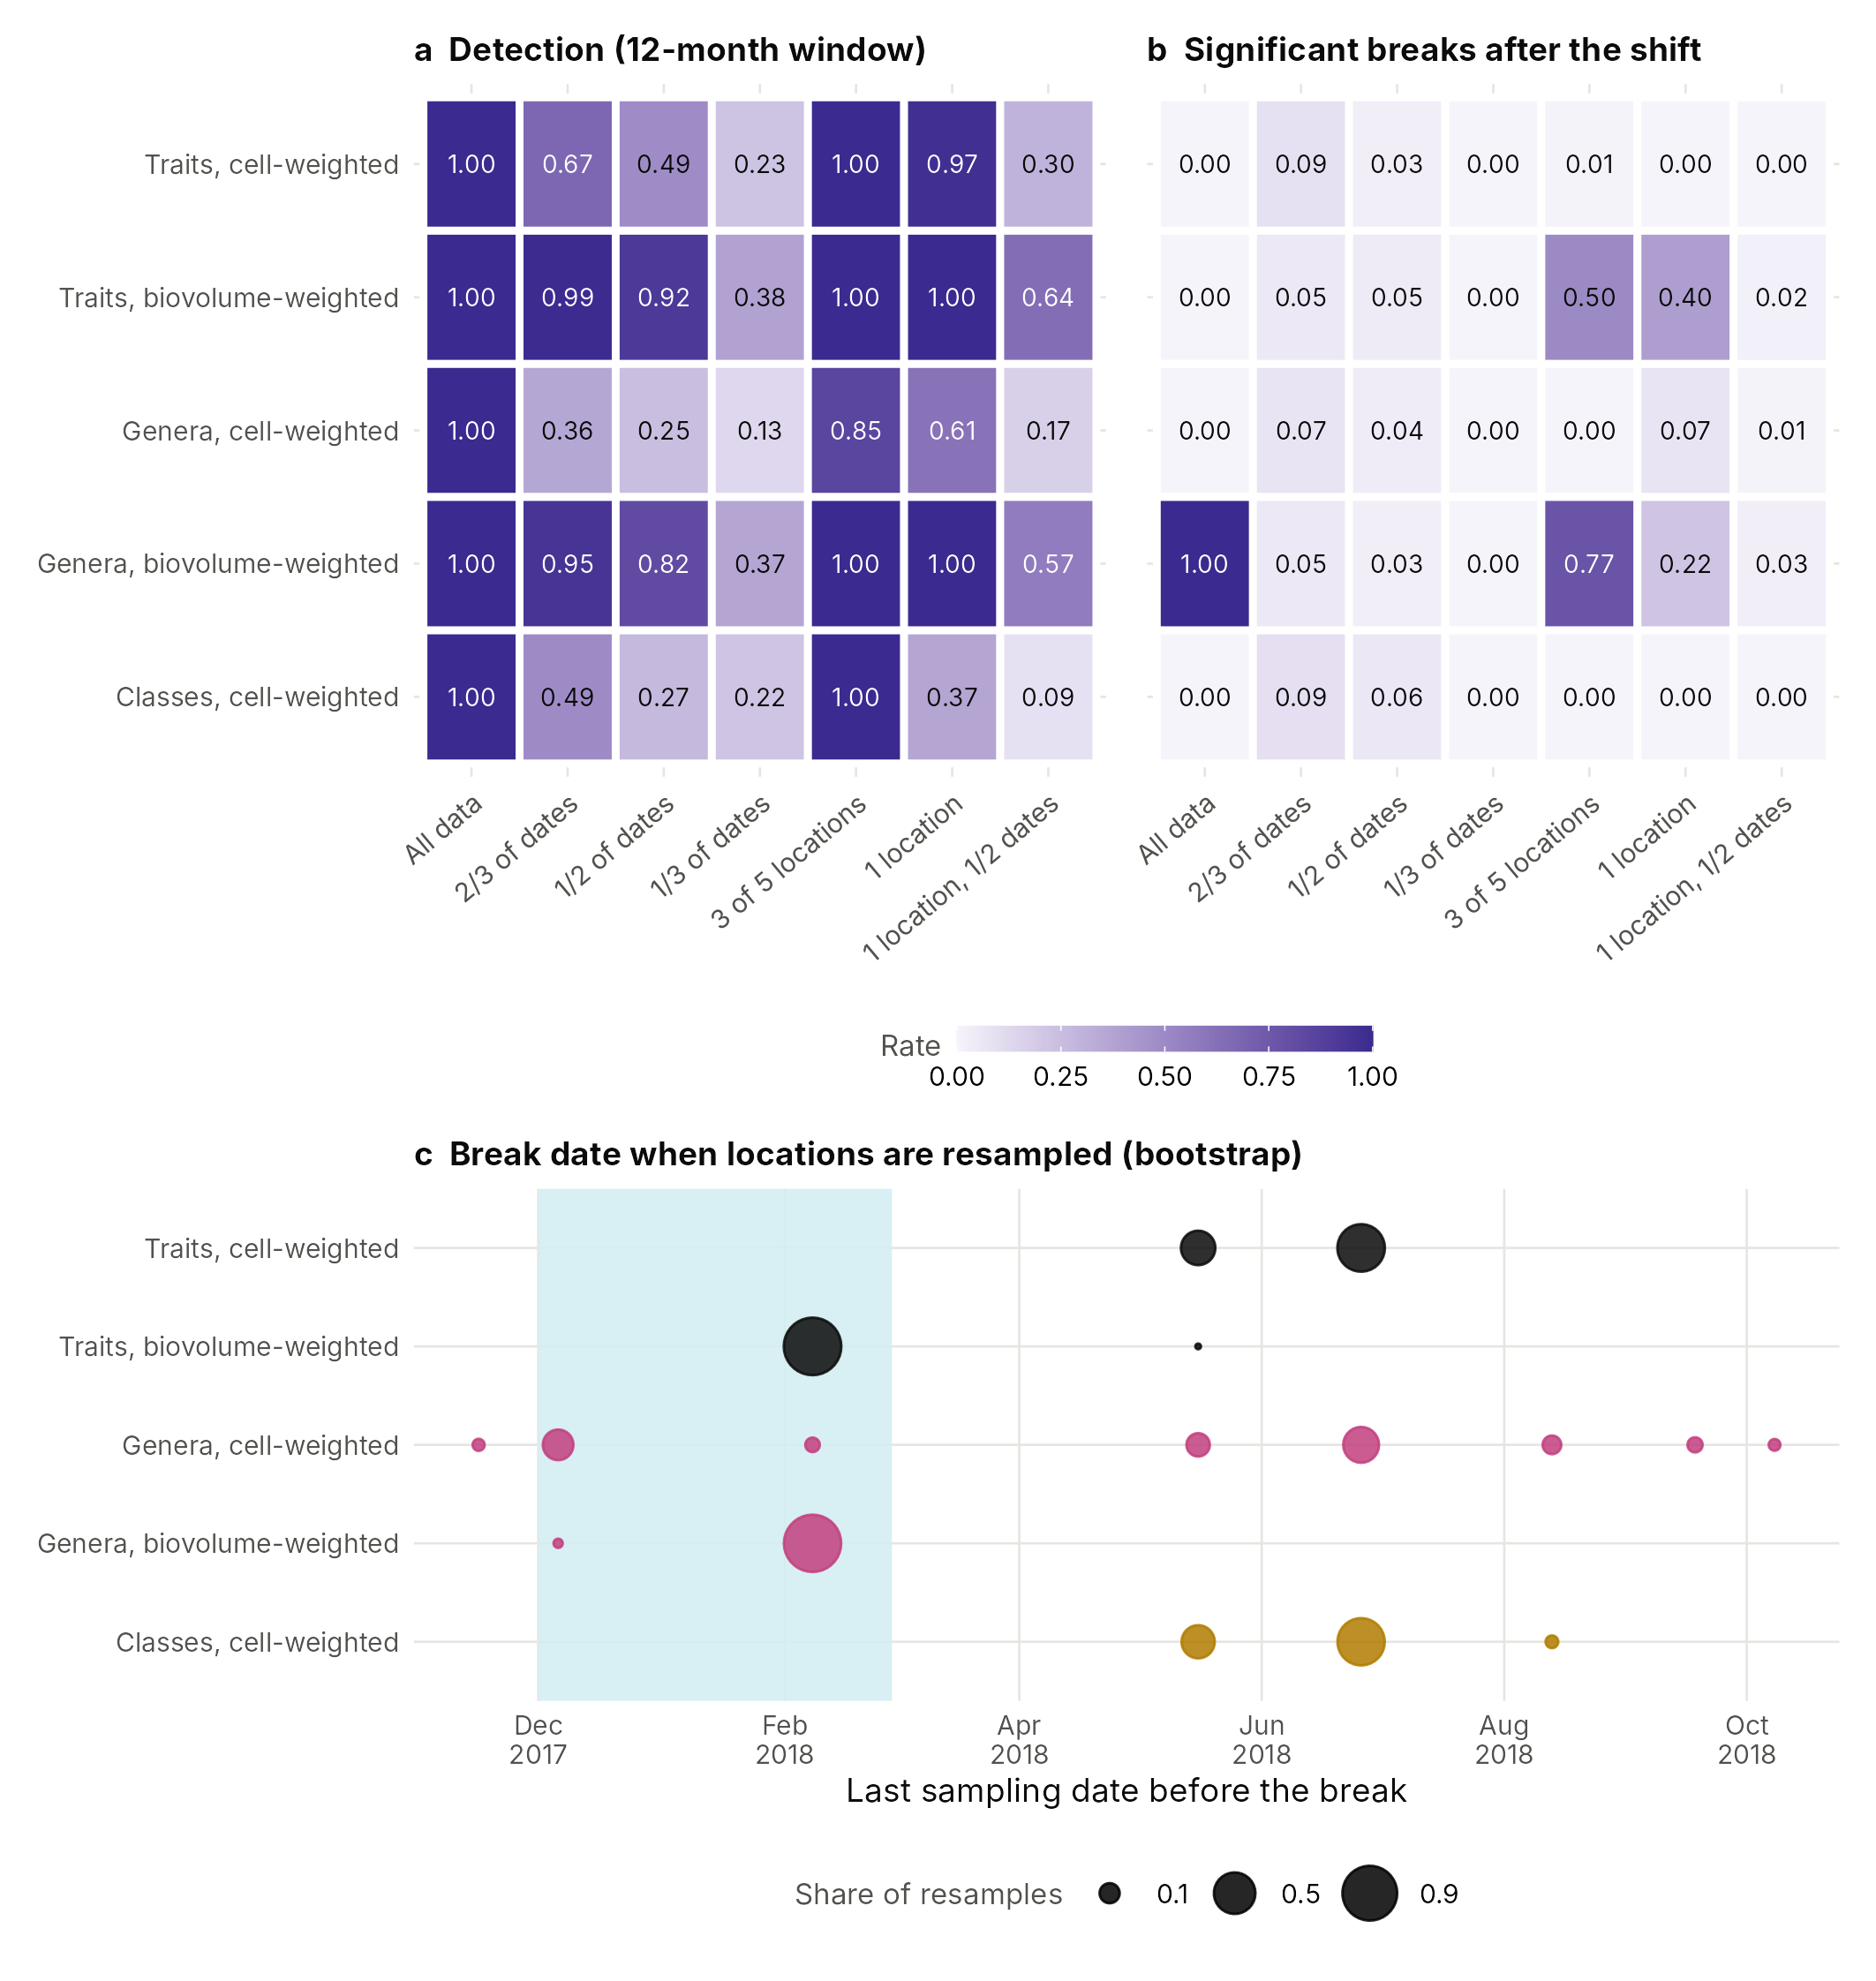 a Detection (12-month window)
b Significant breaks after the shift
Traits, cell-weighted 1.00 0.67 0.49 0.23 1.00 0.97 0.30 0.00 0.09 0.03 0.00 0.01 0.00 0.00
Traits, biovolume-weighted 1.00 0.99 0.92 0.38 1.00 1.00 0.64 0.00 0.05 0.05 0.00 0.50 0.40 0.02
Genera, cell-weighted 1.00 0.36 0.25 0.13 0.85 0.61 0.17 0.00 0.07 0.04 0.00 0.00 0.07 0.01
Genera, biovolume-weighted 1.00 0.95 0.82 0.37 1.00 1.00 0.57 1.00 0.05 0.03 0.00 0.77 0.22 0.03
Classes, cell-weighted 1.00 0.49 0.27 0.22 1.00 0.37 0.09 0.00 0.09 0.06 0.00 0.00 0.00 0.00
All data
2/3 of dates
1/2 of dates
1/3 of dates
3 of 5 locations
1 location
1 location, 1/2 dates
All data
2/3 of dates
1/2 of dates
1/3 of dates
3 of 5 locations
1 location
1 location, 1/2 dates
Rate
0.00 0.25 0.50 0.75 1.00
c Break date when locations are resampled (bootstrap)
Traits, cell-weighted
Traits, biovolume-weighted
Genera, cell-weighted
Genera, biovolume-weighted
Classes, cell-weighted
Dec Feb Apr Jun Aug Oct
2017 2018 2018 2018 2018 2018
Last sampling date before the break
Share of resamples 0.1 0.5 0.9